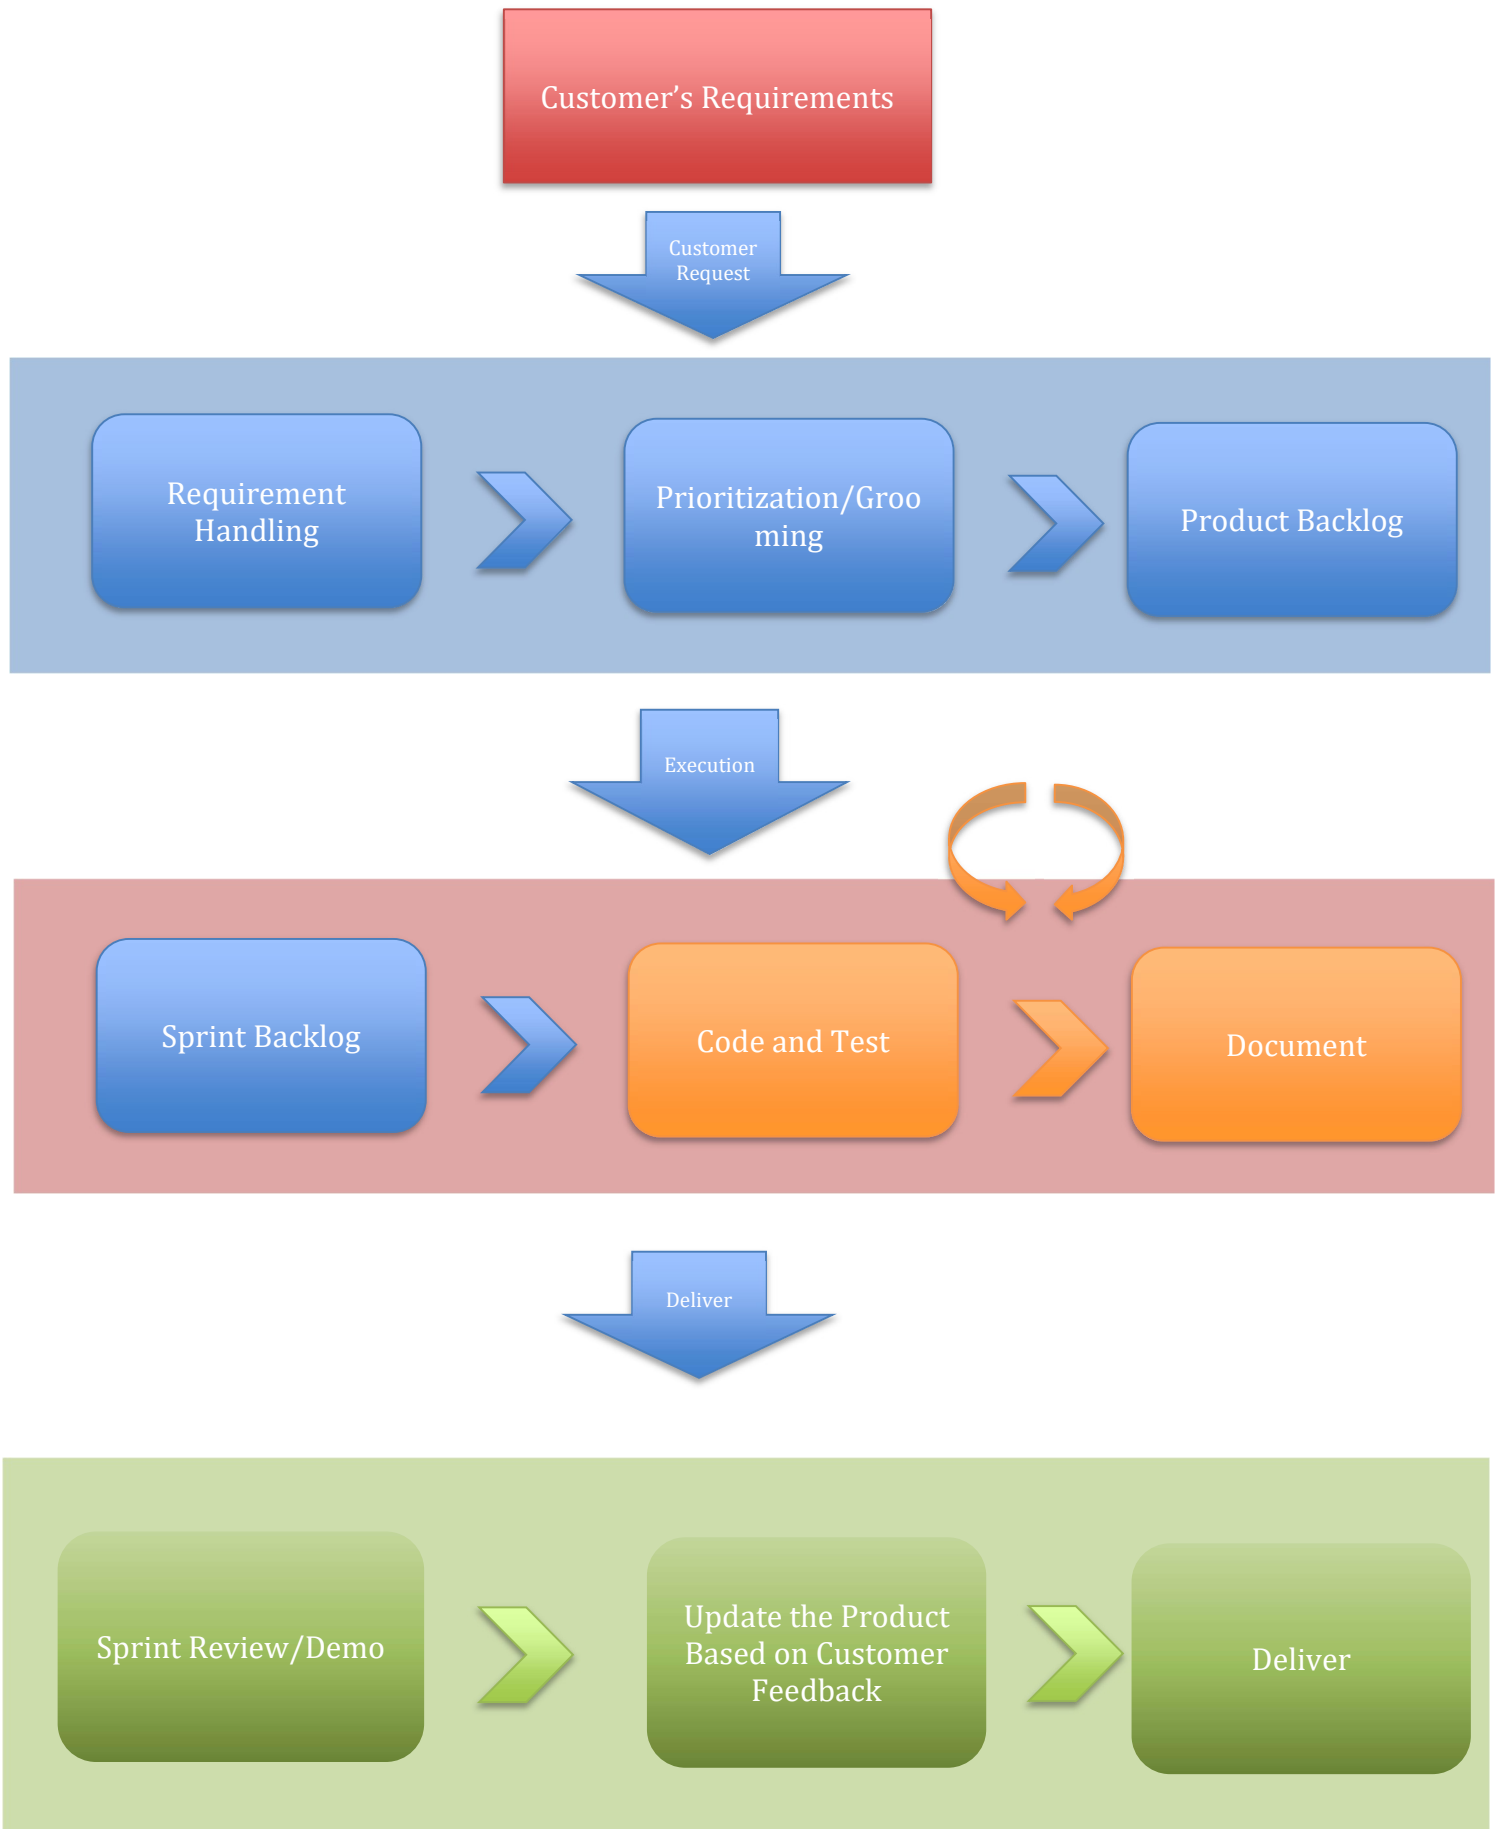 Customer’s Requirements
Customer
Request
Requirement
Handling
Prioritization/Groo
ming
Product Backlog
Execution
Sprint Backlog
Code and Test
Document
Deliver
Sprint Review/Demo
Update the Product
Based on Customer
Feedback
Deliver